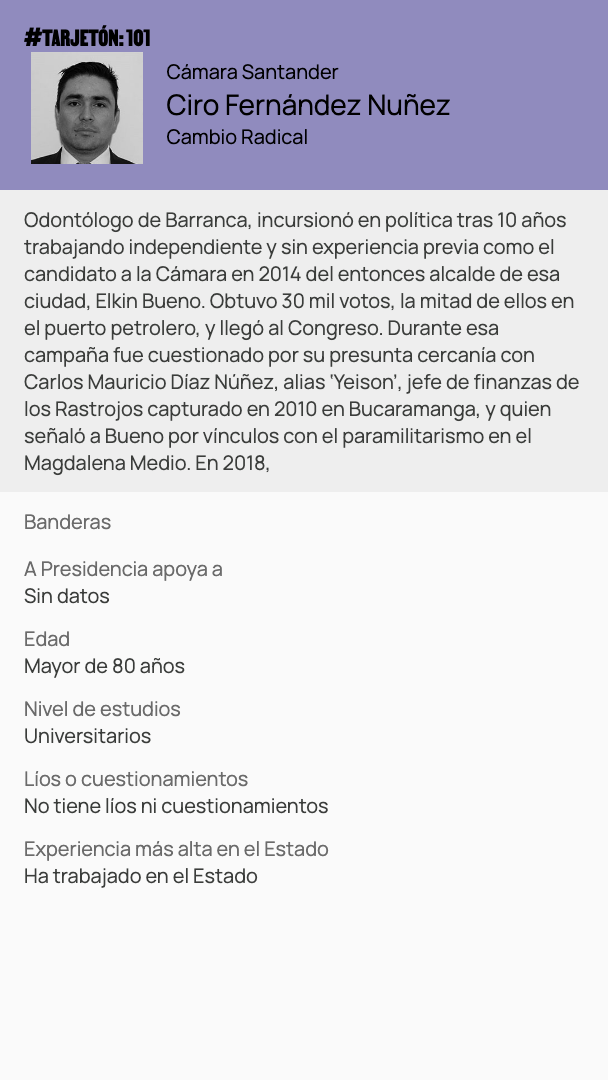 #TARJETÓN: 101
Cámara Santander
Ciro Fernández Nuñez
Cambio Radical
Odontólogo de Barranca, incursionó en política tras 10 años
trabajando independiente y sin experiencia previa como el
candidato a la Cámara en 2014 del entonces alcalde de esa
ciudad, Elkin Bueno. Obtuvo 30 mil votos, la mitad de ellos en
el puerto petrolero, y llegó al Congreso. Durante esa
campaña fue cuestionado por su presunta cercanía con
Carlos Mauricio Díaz Núñez, alias ‘Yeison’, jefe de finanzas de
los Rastrojos capturado en 2010 en Bucaramanga, y quien
señaló a Bueno por vínculos con el paramilitarismo en el
Magdalena Medio. En 2018,
Banderas
A Presidencia apoya a
Sin datos
Edad
Mayor de 80 años
Nivel de estudios
Universitarios
Líos o cuestionamientos
No tiene líos ni cuestionamientos
Experiencia más alta en el Estado
Ha trabajado en el Estado